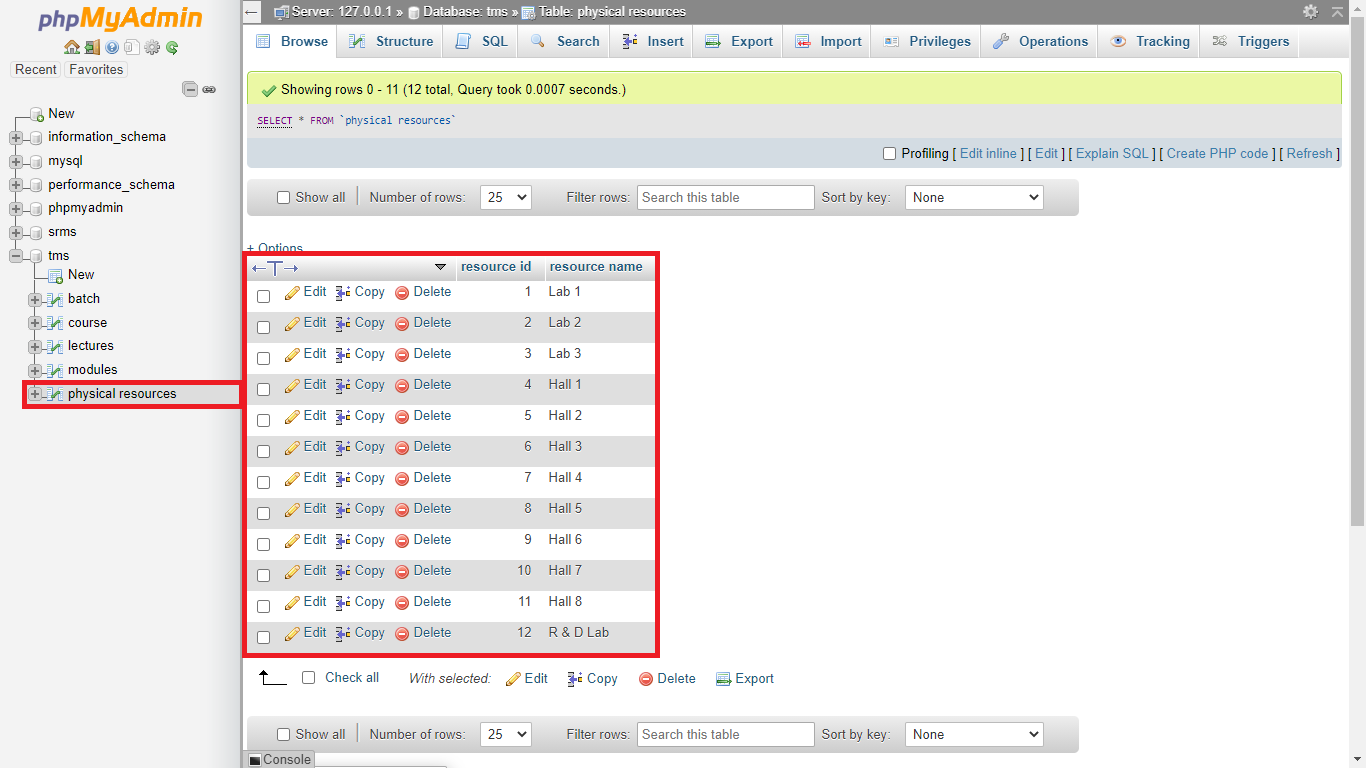 phpMyAdmin
Recent Favorites
New
information_schema
mysql
performance_schema
phpmyadmin
srms
tms
New
batch
course
lectures
modules
physical resources
Server: 127.0.0.1 » Database: tms » Table: physical resources
Browse Structure SQL Search Insert Export Import Privileges Operations Tracking Triggers
Showing rows 0 - 11 (12 total, Query took 0.0007 seconds.)
SELECT * FROM `physical resources`
Profiling [ Edit inline ] [ Edit ] [ Explain SQL ] [ Create PHP code ] [ Refresh ]
Show all Number of rows: 25 Filter rows: Search this table Sort by key: None
+ Options
resource id resource name
Edit Copy Delete 1 Lab 1
Edit Copy Delete 2 Lab 2
Edit Copy Delete 3 Lab 3
Edit Copy Delete 4 Hall 1
Edit Copy Delete 5 Hall 2
Edit Copy Delete 6 Hall 3
Edit Copy Delete 7 Hall 4
Edit Copy Delete 8 Hall 5
Edit Copy Delete 9 Hall 6
Edit Copy Delete 10 Hall 7
Edit Copy Delete 11 Hall 8
Edit Copy Delete 12 R & D Lab
Check all With selected: Edit Copy Delete Export
Show all Number of rows: 25 Filter rows: Search this table Sort by key: None
Console